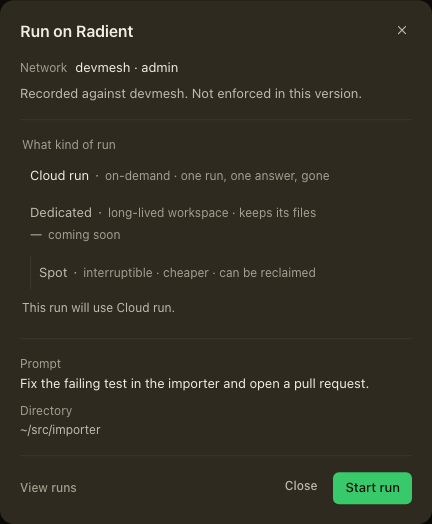 Run on Radient
Network devmesh · admin
Recorded against devmesh. Not enforced in this version.
What kind of run
Cloud run · on-demand · one run, one answer, gone
Dedicated · long-lived workspace · keeps its files
— coming soon
Spot · interruptible · cheaper · can be reclaimed
This run will use Cloud run.
Prompt
Fix the failing test in the importer and open a pull request.
Directory
~/src/importer
View runs Close Start run